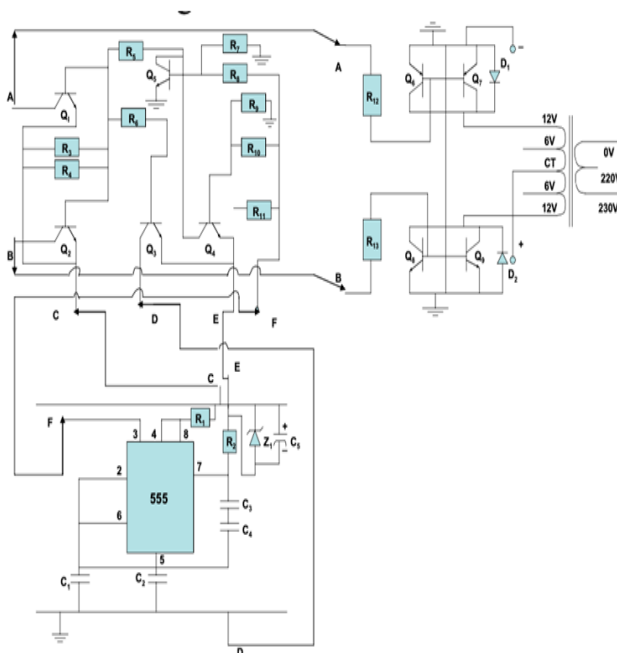 R7
R5
Q5
R8
D1
-
A
A
Q6
Q7
R12
R9
Q1
R6
12V
R3
R10
6V
0V
R4
CT
220V
R11
6V
230V
12V
B
Q2
Q3
Q4
R13
+
Q8
Q9
D2
B
C
D
E
F
E
C
F
R1
+
3
4
8
R2
Z1
C5
-
2
7
555
C3
6
C4
5
C1
C2